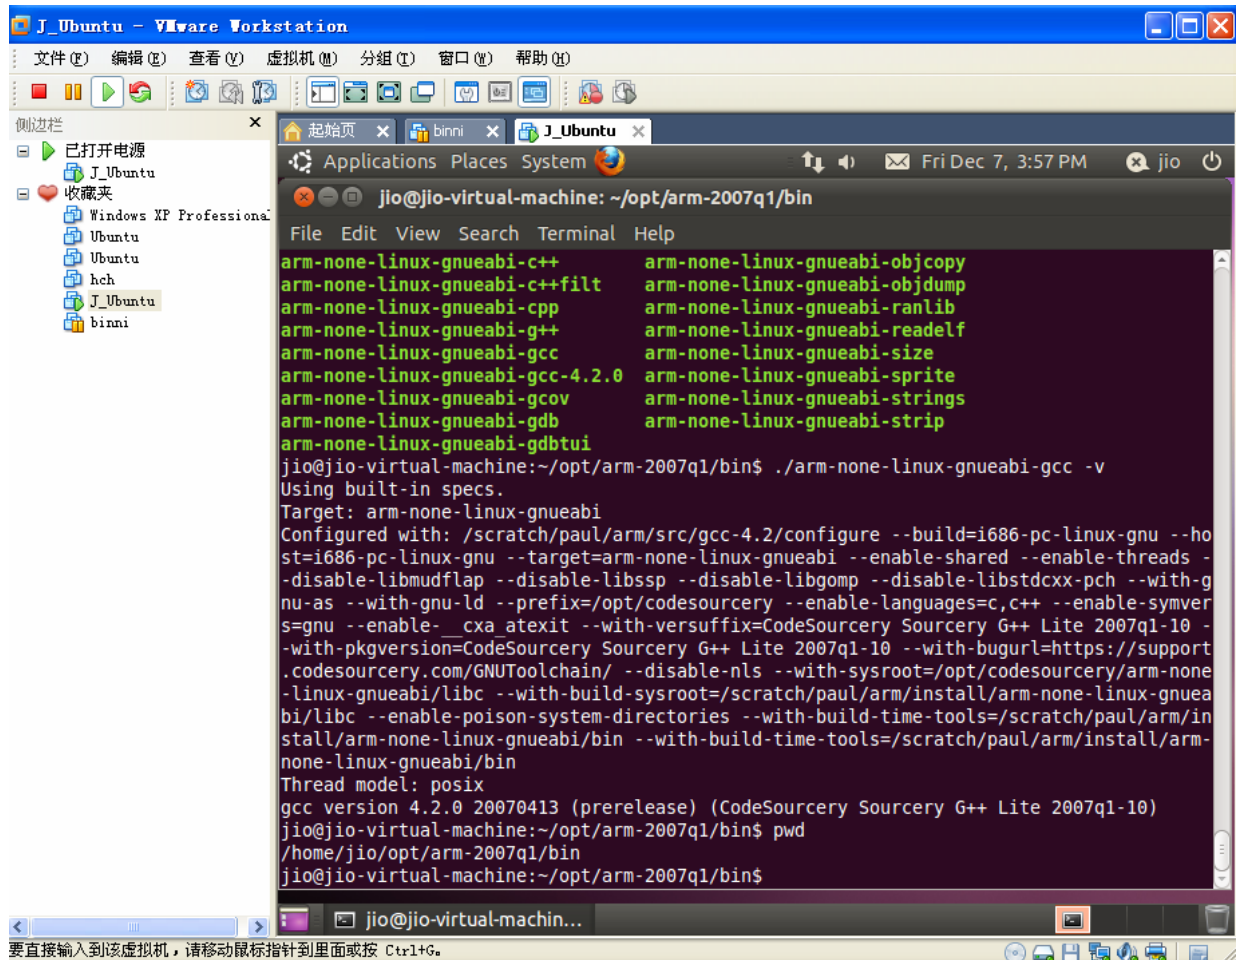 J_Ubuntu - VMware Workstation
文件(F) 编辑(E) 查看(V) 虚拟机(M) 分组(T) 窗口(W) 帮助(H)
侧边栏
已打开电源
J_Ubuntu
收藏夹
Windows XP Professional
Ubuntu
Ubuntu
hch
J_Ubuntu
binni
起始页 binni J_Ubuntu
Applications Places System Fri Dec 7, 3:57 PM jio
jio@jio-virtual-machine: ~/opt/arm-2007q1/bin
File Edit View Search Terminal Help
arm-none-linux-gnueabi-c++ arm-none-linux-gnueabi-objcopy
arm-none-linux-gnueabi-c++filt arm-none-linux-gnueabi-objdump
arm-none-linux-gnueabi-cpp arm-none-linux-gnueabi-ranlib
arm-none-linux-gnueabi-g++ arm-none-linux-gnueabi-readelf
arm-none-linux-gnueabi-gcc arm-none-linux-gnueabi-size
arm-none-linux-gnueabi-gcc-4.2.0 arm-none-linux-gnueabi-sprite
arm-none-linux-gnueabi-gcov arm-none-linux-gnueabi-strings
arm-none-linux-gnueabi-gdb arm-none-linux-gnueabi-strip
arm-none-linux-gnueabi-gdbtui
jio@jio-virtual-machine:~/opt/arm-2007q1/bin$ ./arm-none-linux-gnueabi-gcc -v
Using built-in specs.
Target: arm-none-linux-gnueabi
Configured with: /scratch/paul/arm/src/gcc-4.2/configure --build=i686-pc-linux-gnu --ho
st=i686-pc-linux-gnu --target=arm-none-linux-gnueabi --enable-shared --enable-threads -
-disable-libmudflap --disable-libssp --disable-libgomp --disable-libstdcxx-pch --with-g
nu-as --with-gnu-ld --prefix=/opt/codesourcery --enable-languages=c,c++ --enable-symver
s=gnu --enable-__cxa_atexit --with-versuffix=CodeSourcery Sourcery G++ Lite 2007q1-10 -
-with-pkgversion=CodeSourcery Sourcery G++ Lite 2007q1-10 --with-bugurl=https://support
.codesourcery.com/GNUToolchain/ --disable-nls --with-sysroot=/opt/codesourcery/arm-none
-linux-gnueabi/libc --with-build-sysroot=/scratch/paul/arm/install/arm-none-linux-gnuea
bi/libc --enable-poison-system-directories --with-build-time-tools=/scratch/paul/arm/in
stall/arm-none-linux-gnueabi/bin --with-build-time-tools=/scratch/paul/arm/install/arm-
none-linux-gnueabi/bin
Thread model: posix
gcc version 4.2.0 20070413 (prerelease) (CodeSourcery Sourcery G++ Lite 2007q1-10)
jio@jio-virtual-machine:~/opt/arm-2007q1/bin$ pwd
/home/jio/opt/arm-2007q1/bin
jio@jio-virtual-machine:~/opt/arm-2007q1/bin$
jio@jio-virtual-machin...
要直接输入到该虚拟机，请移动鼠标指针到里面或按 Ctrl+G。